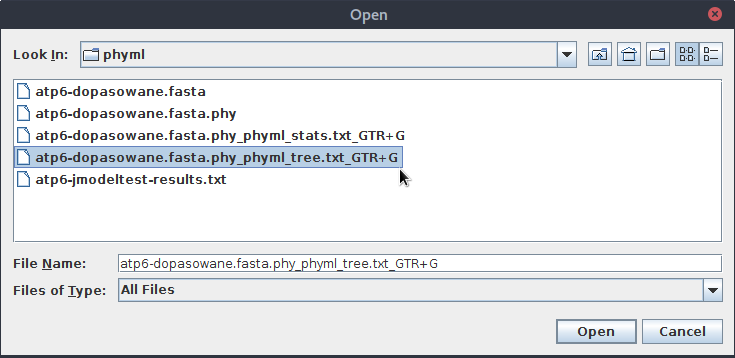 Open
Look In: phyml
atp6-dopasowane.fasta
atp6-dopasowane.fasta.phy
atp6-dopasowane.fasta.phy_phyml_stats.txt_GTR+G
atp6-dopasowane.fasta.phy_phyml_tree.txt_GTR+G
atp6-jmodeltest-results.txt
File Name: atp6-dopasowane.fasta.phy_phyml_tree.txt_GTR+G
Files of Type: All Files
Open Cancel